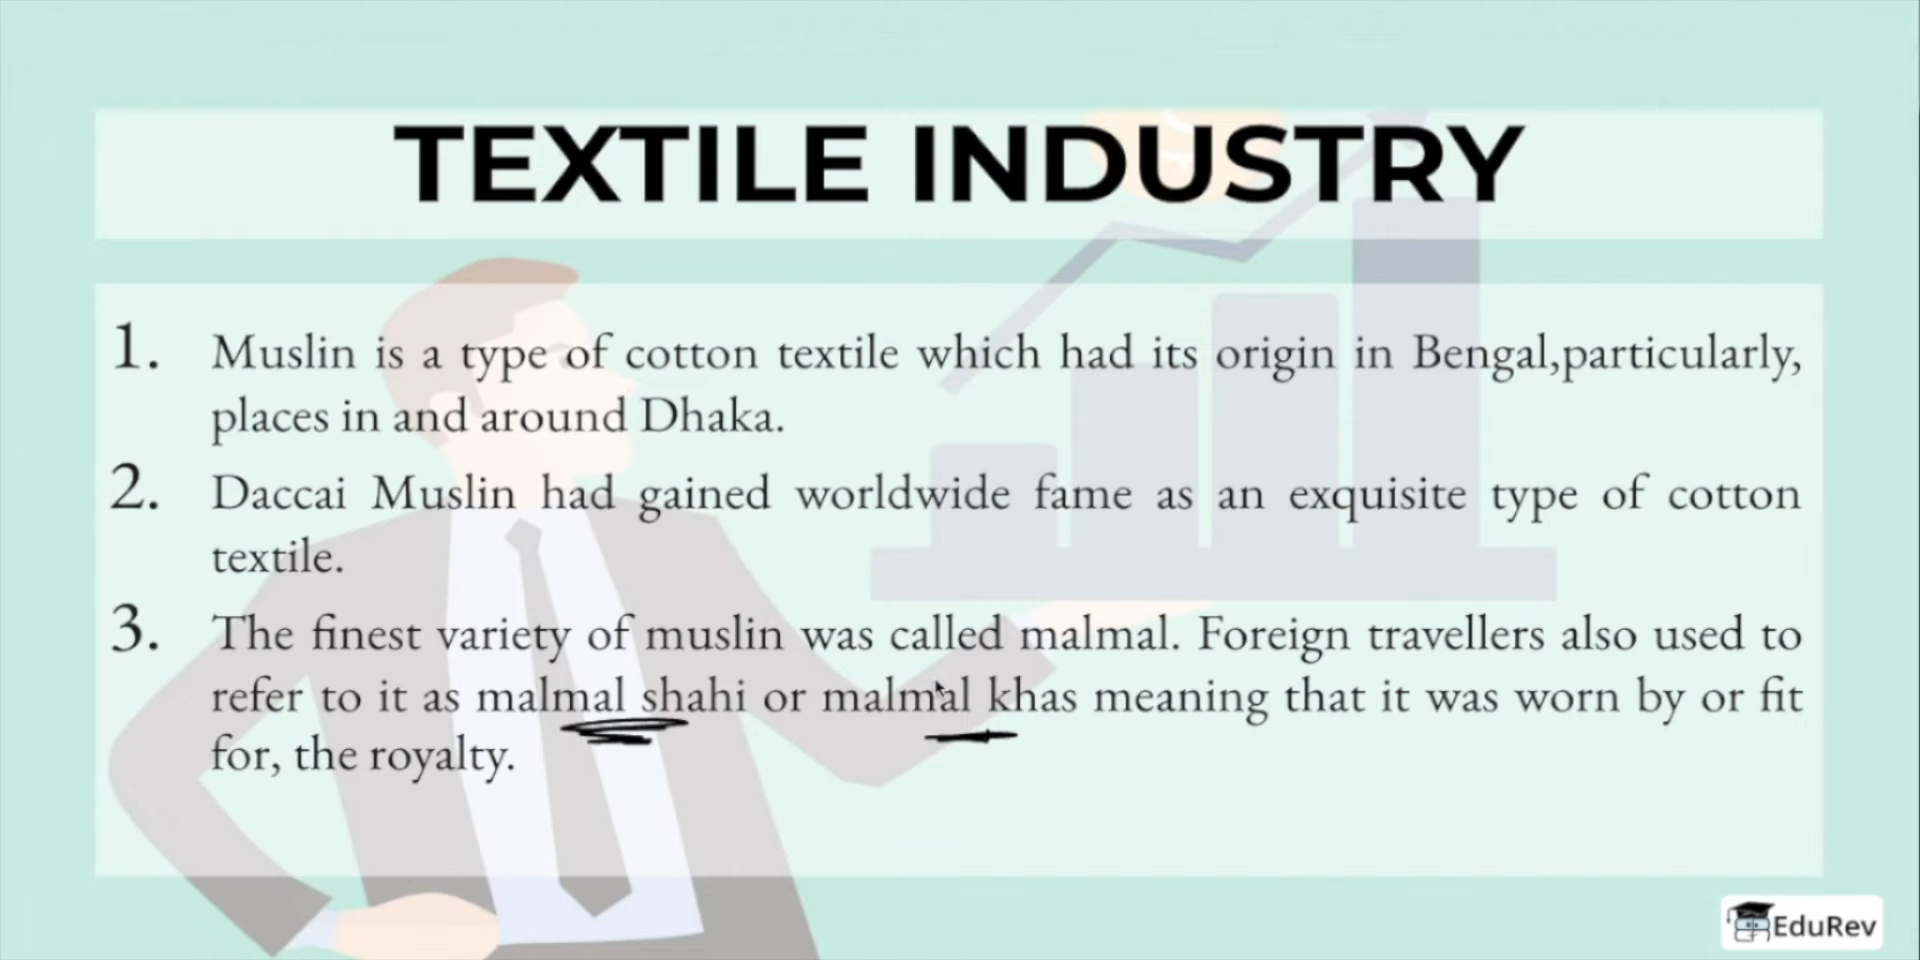 TEXTILE INDUSTRY
1. Muslin is a type of cotton textile which had its origin in Bengal,particularly,
places in and around Dhaka.
2. Daccai Muslin had gained worldwide fame as an exquisite type of cotton
textile.
3. The finest variety of muslin was called malmal. Foreign travellers also used to
refer to it as malmal shahi or malmal khas meaning that it was worn by or fit
for, the royalty.
EduRev